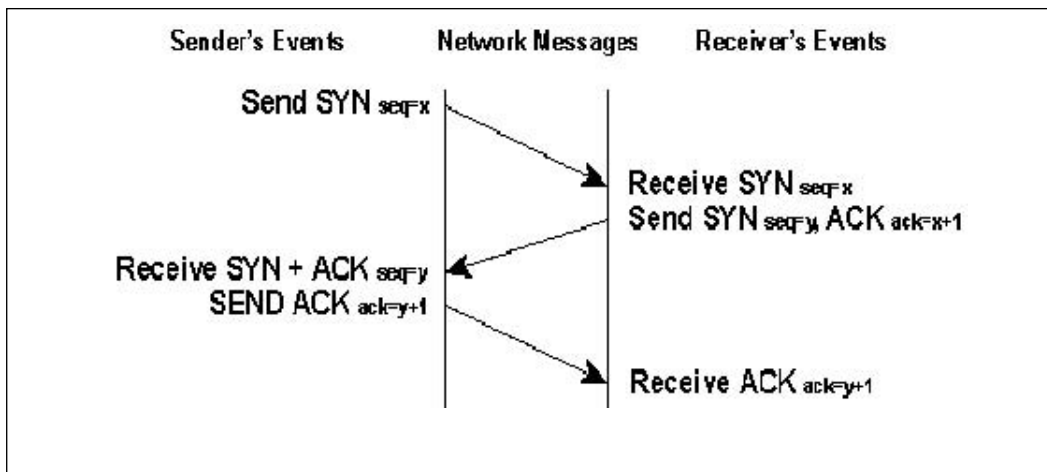 Sender's Events Network Messages Receiver's Events
Send SYN seq=x
Receive SYN seq=x
Send SYN seq=y, ACK ack=x+1
Receive SYN + ACK seq=y
SEND ACK ack=y+1
Receive ACK ack=y+1